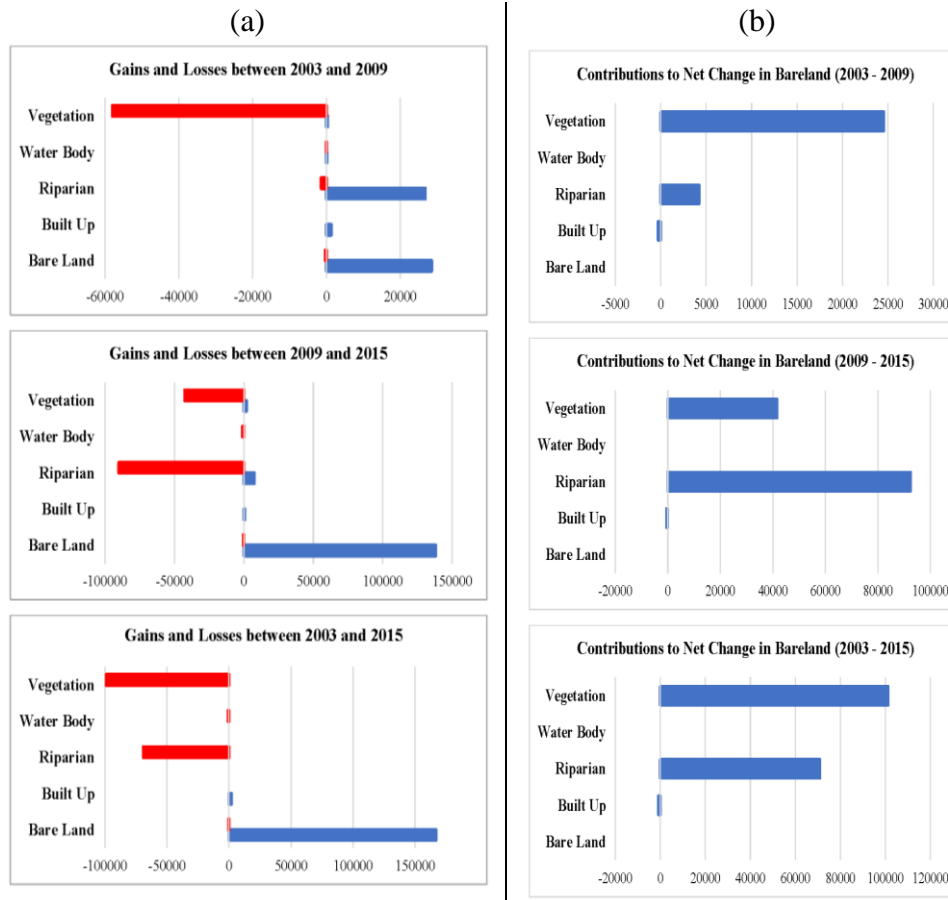 (a)
Gains and Losses between 2003 and 2009
Vegetation
Water Body
Riparian
Built Up
Bare Land
-60000 -40000 -20000 0 20000
Gains and Losses between 2009 and 2015
Vegetation
Water Body
Riparian
Built Up
Bare Land
-100000 -50000 0 50000 100000 150000
Gains and Losses between 2003 and 2015
Vegetation
Water Body
Riparian
Built Up
Bare Land
-100000 -50000 0 50000 100000 150000
(b)
Contributions to Net Change in Bareland (2003 - 2009)
Vegetation
Water Body
Riparian
Built Up
Bare Land
-5000 0 5000 10000 15000 20000 25000 30000
Contributions to Net Change in Bareland (2009 - 2015)
Vegetation
Water Body
Riparian
Built Up
Bare Land
-20000 0 20000 40000 60000 80000 100000
Contributions to Net Change in Bareland (2003 - 2015)
Vegetation
Water Body
Riparian
Built Up
Bare Land
-20000 0 20000 40000 60000 80000 100000 120000